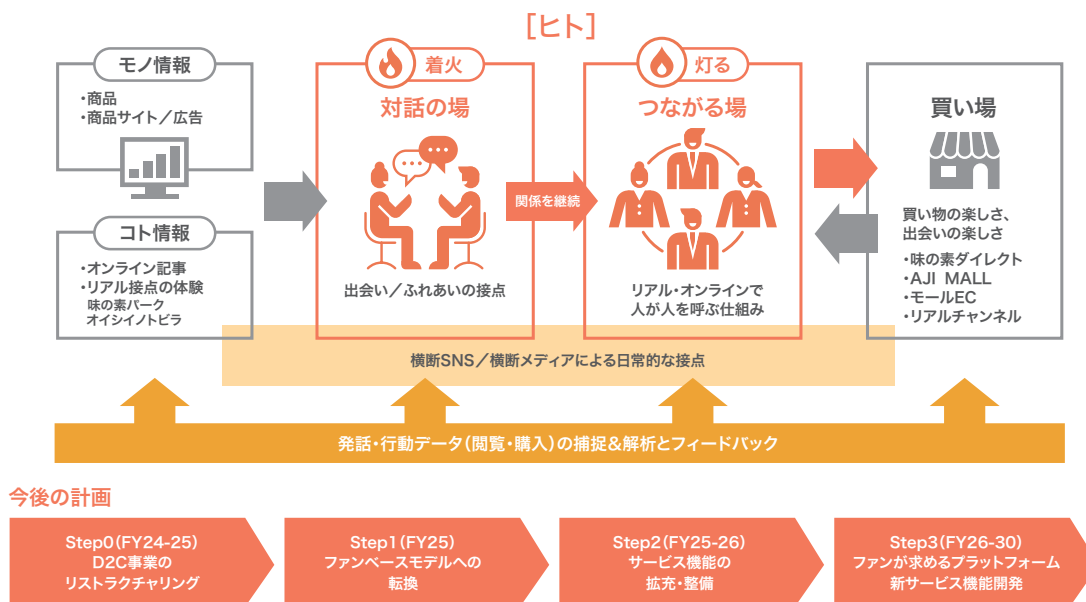 [ヒト]
モノ情報
・商品
・商品サイト／広告
コト情報
・オンライン記事
・リアル接点の体験
味の素パーク
オイシイノトビラ
着火
対話の場
出会い／ふれあいの接点
関係を継続
灯る
つながる場
リアル・オンラインで
人が人を呼ぶ仕組み
買い場
買い物の楽しさ、
出会いの楽しさ
・味の素ダイレクト
・AJI MALL
・モールEC
・リアルチャンネル
横断SNS／横断メディアによる日常的な接点
発話・行動データ（閲覧・購入）の捕捉&解析とフィードバック
今後の計画
Step0（FY24-25）
D2C事業の
リストラクチャリング
Step1（FY25）
ファンベースモデルへの
転換
Step2（FY25-26）
サービス機能の
拡充・整備
Step3（FY26-30）
ファンが求めるプラットフォーム
新サービス機能開発